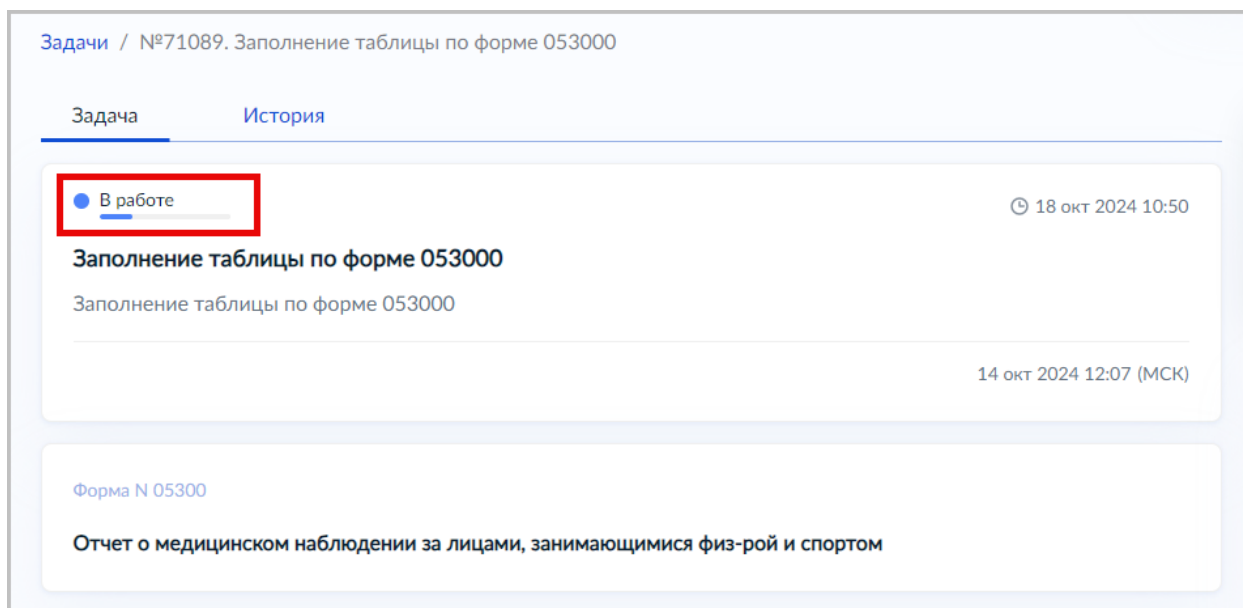 Задачи / №71089. Заполнение таблицы по форме 053000
Задача История
В работе
18 окт 2024 10:50
Заполнение таблицы по форме 053000
Заполнение таблицы по форме 053000
14 окт 2024 12:07 (МСК)
Форма N 05300
Отчет о медицинском наблюдении за лицами, занимающимися физ-рой и спортом